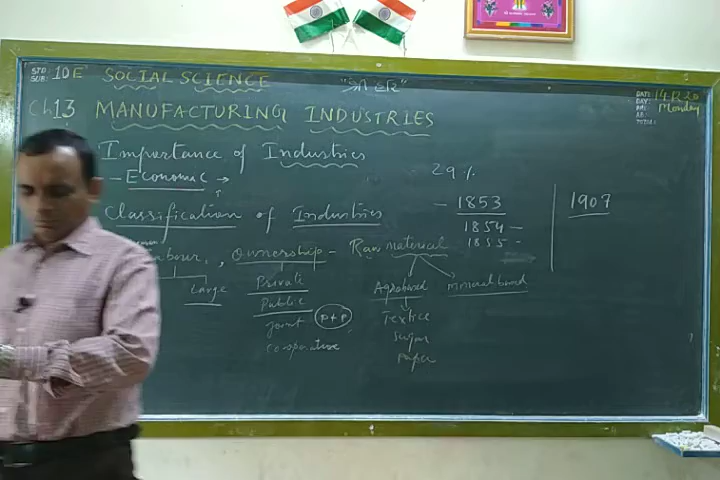 STD: 10 E SOCIAL SCIENCE
SUB:
DATE: 14.12.20
DAY: Monday
Ch 13 MANUFACTURING INDUSTRIES
Importance of Industries
29%
- Economic →
- 1853
1907
1854 -
1855 -
Classification of Industries
Labour, Ownership - Raw material
Large Private Agrobased Mineral based
Public
Joint P+P
Textile
Sugar
Co-operative
Paper